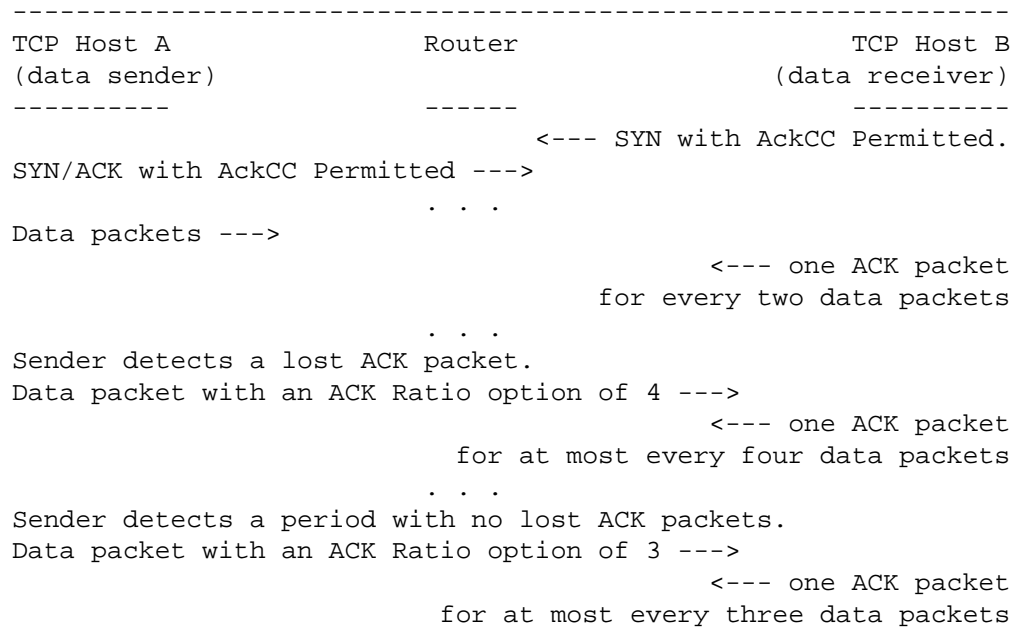 ---------------------------------------------------------------
TCP Host A                Router                     TCP Host B
(data sender)                                   (data receiver)
----------                ------                     ----------
                                 <--- SYN with AckCC Permitted.
SYN/ACK with AckCC Permitted --->
                          . . .
Data packets --->
                                            <--- one ACK packet
                                     for every two data packets
                          . . .
Sender detects a lost ACK packet.
Data packet with an ACK Ratio option of 4 --->
                                            <--- one ACK packet
                            for at most every four data packets
                          . . .
Sender detects a period with no lost ACK packets.
Data packet with an ACK Ratio option of 3 --->
                                            <--- one ACK packet
                           for at most every three data packets